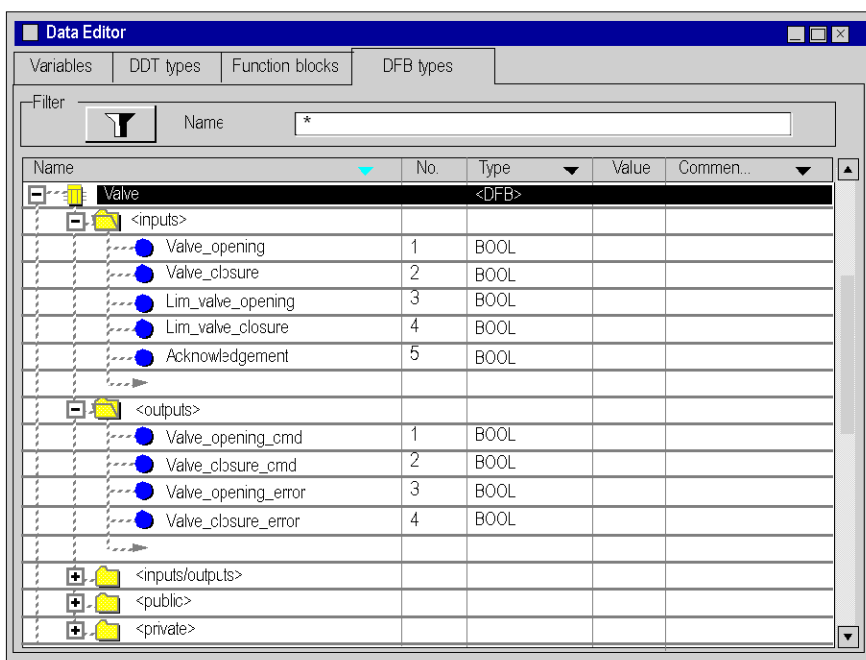 Data Editor
Variables DDT types Function blocks DFB types
Filter
Name *
Name No. Type Value Commen...
Valve <DFB>
<inputs>
Valve_opening 1 BOOL
Valve_closure 2 BOOL
Lim_valve_opening 3 BOOL
Lim_valve_closure 4 BOOL
Acknowledgement 5 BOOL
<outputs>
Valve_opening_cmd 1 BOOL
Valve_closure_cmd 2 BOOL
Valve_opening_error 3 BOOL
Valve_closure_error 4 BOOL
<inputs/outputs>
<public>
<private>